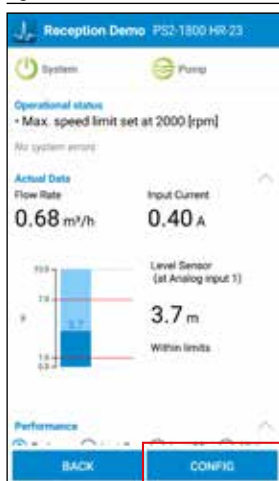 Reception Demo PS2-1800 HR-23
System
Pump
Operational status
• Max. speed limit set at 2000 [rpm]
No system errors
Actual Data
Flow Rate
Input Current
0.68 m³/h
0.40 A
Level Sensor
(at Analog input 1)
3.7 m
Within limits
3.7
Performance
BACK
CONFIG